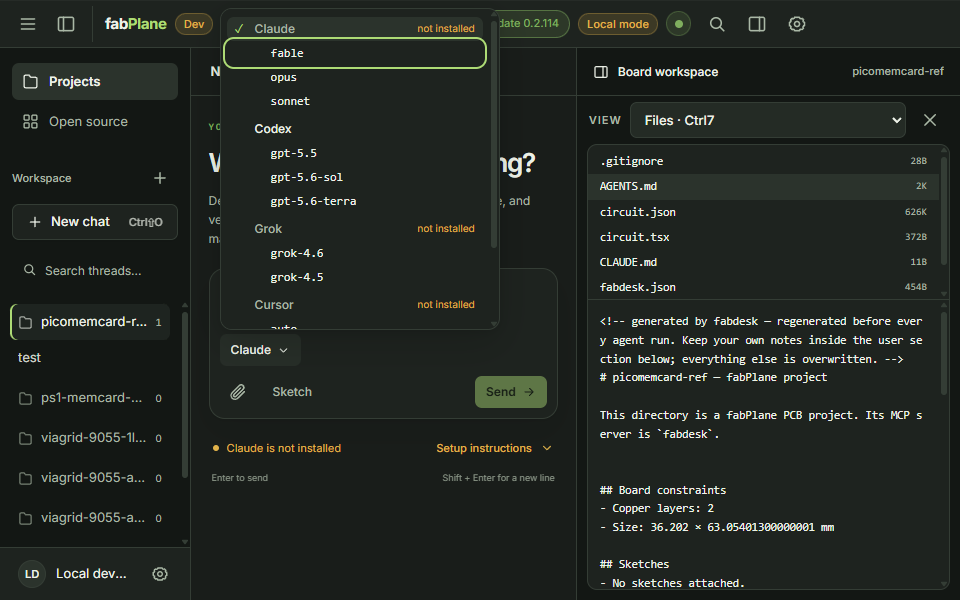 fabPlane
Dev
date 0.2.114
Local mode
Projects
Open source
Workspace
New chat
Ctrl⇧O
Search threads...
picomemcard-r...
1
test
ps1-memcard-...
0
viagrid-9055-1l...
0
viagrid-9055-a...
0
viagrid-9055-a...
0
LD
Local dev...
✓ Claude
not installed
fable
opus
sonnet
Codex
gpt-5.5
gpt-5.6-sol
gpt-5.6-terra
Grok
not installed
grok-4.6
grok-4.5
Cursor
not installed
auto
ng?
, and
Claude
Sketch
Send →
Claude is not installed
Setup instructions
Enter to send
Shift + Enter for a new line
Board workspace
picomemcard-ref
VIEW
Files · Ctrl7
.gitignore
28B
AGENTS.md
2K
circuit.json
626K
circuit.tsx
372B
CLAUDE.md
11B
fabdesk.json
454B
<!-- generated by fabdesk — regenerated before ever
y agent run. Keep your own notes inside the user se
ction below; everything else is overwritten. -->
# picomemcard-ref — fabPlane project
This directory is a fabPlane PCB project. Its MCP s
erver is `fabdesk`.
## Board constraints
- Copper layers: 2
- Size: 36.202 × 63.05401300000001 mm
## Sketches
- No sketches attached.